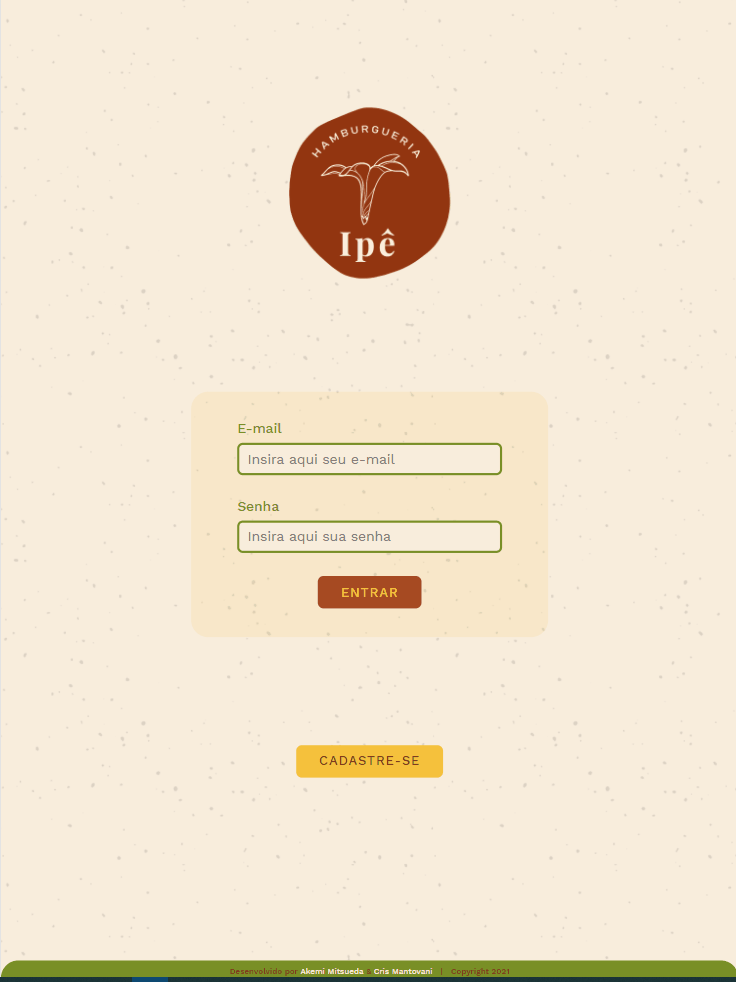 HAMBURGUERIA
Ipê
E-mail
Insira aqui seu e-mail
Senha
Insira aqui sua senha
ENTRAR
CADASTRE-SE
Desenvolvido por Akemi Mitsueda & Cris Mantovani | Copyright 2021